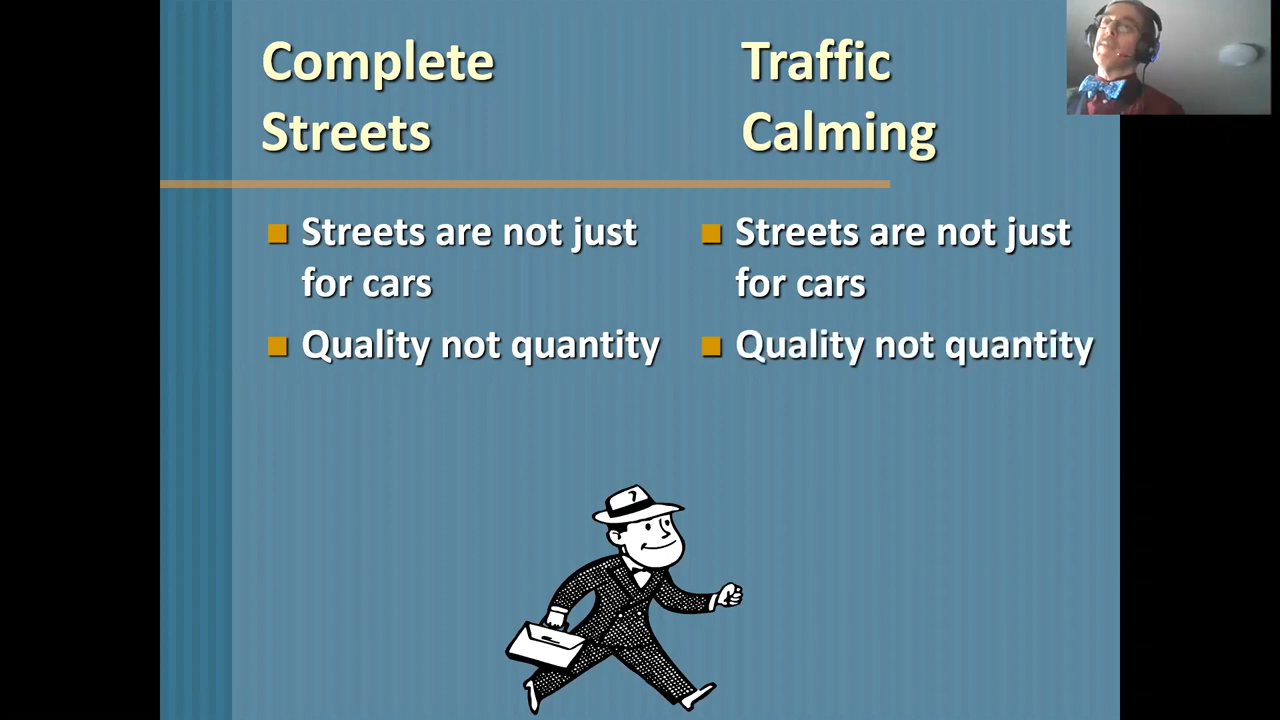 Complete
Streets
Streets are not just
for cars
Quality not quantity
Traffic
Calming
Streets are not just
for cars
Quality not quantity